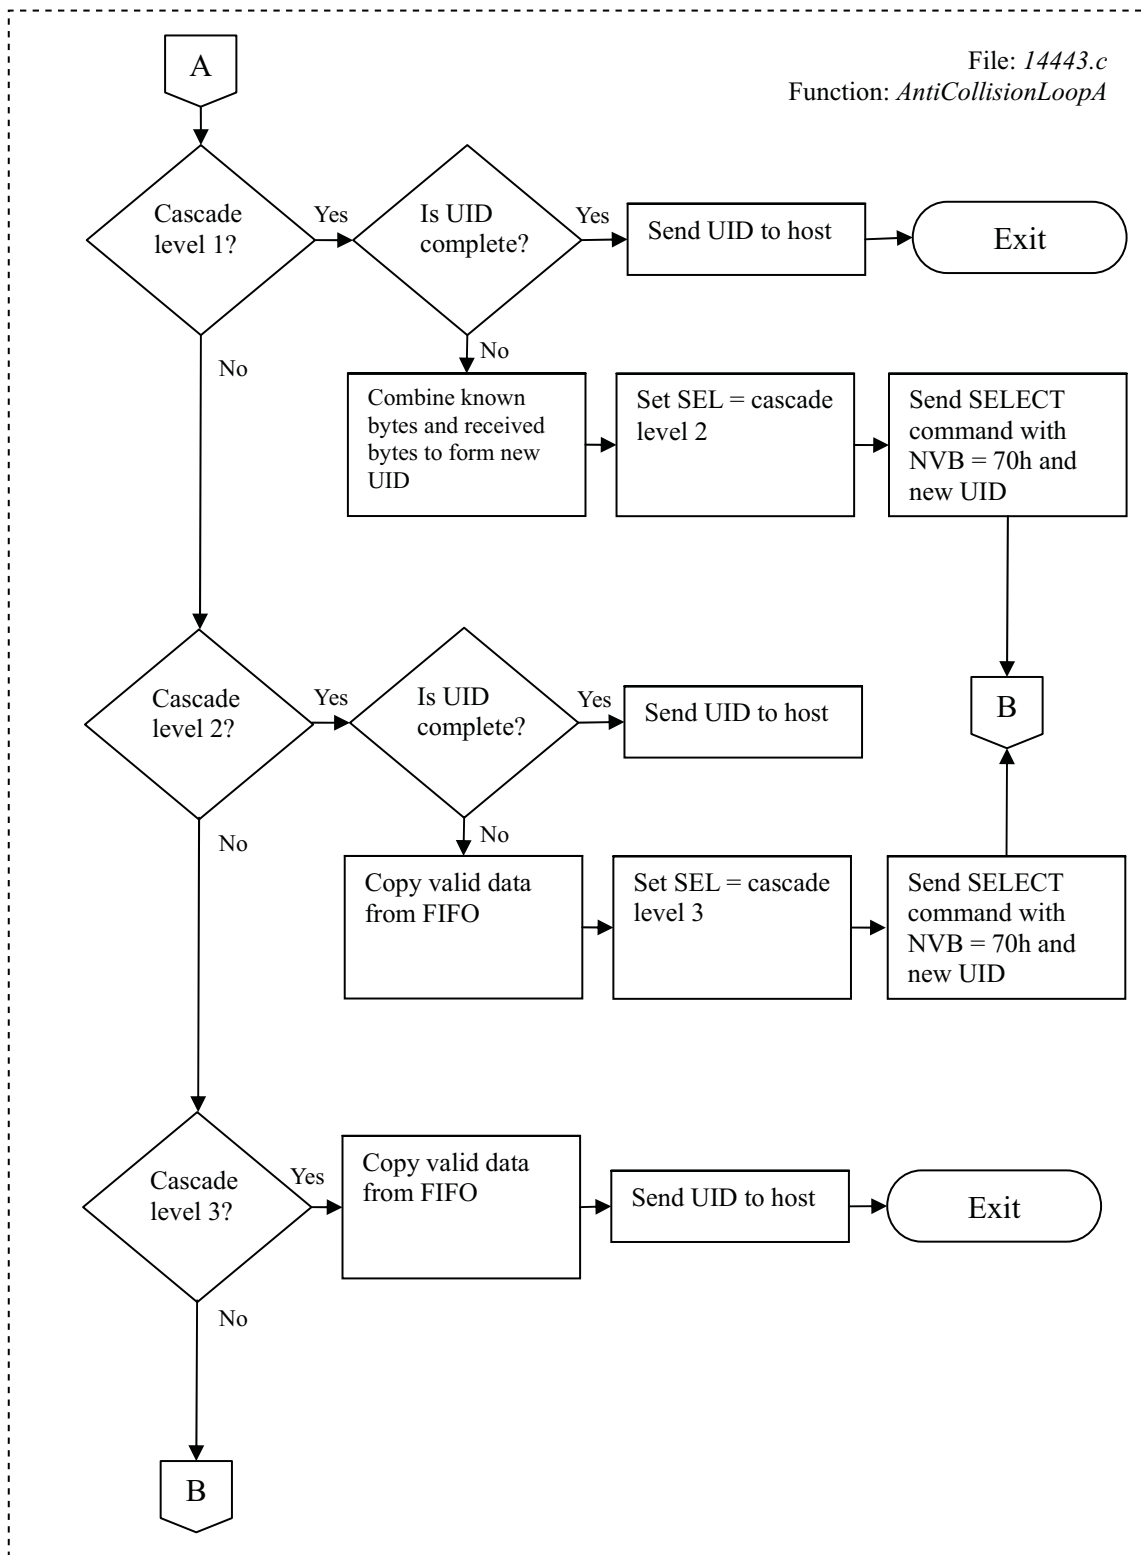 A
File: 14443.c
Function: AntiCollisionLoopA
Cascade
level 1?
Yes
Is UID
complete?
Yes
Send UID to host
Exit
No
No
Combine known
bytes and received
bytes to form new
UID
Set SEL = cascade
level 2
Send SELECT
command with
NVB = 70h and
new UID
Cascade
level 2?
Yes
Is UID
complete?
Yes
Send UID to host
B
No
No
Copy valid data
from FIFO
Set SEL = cascade
level 3
Send SELECT
command with
NVB = 70h and
new UID
Cascade
level 3?
Yes
Copy valid data
from FIFO
Send UID to host
Exit
No
B